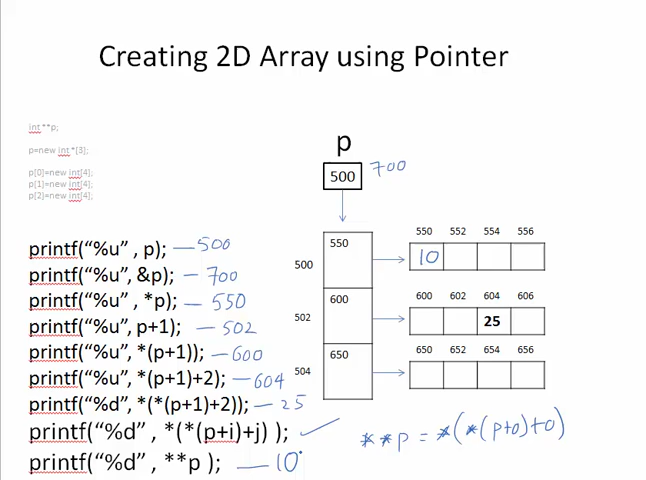 Creating 2D Array using Pointer
int **p;
p=new int *[3];
p[0]=new int[4];
p[1]=new int[4];
p[2]=new int[4];
p
500 700
550 552 554 556
500 550 10
600 602 604 606
502 600 25
650 652 654 656
504 650
printf(“%u” , p); — 500
printf(“%u”, &p); — 700
printf(“%u” , *p); — 550
printf(“%u”, p+1); — 502
printf(“%u”, *(p+1)); — 600
printf(“%u”, *(p+1)+2); — 604
printf(“%d”, *(*(p+1)+2)); — 25
printf(“%d” , *(*(p+i)+j) ); ✓
printf(“%d” , **p ); — 10
**p = *(*(p+0)+0)